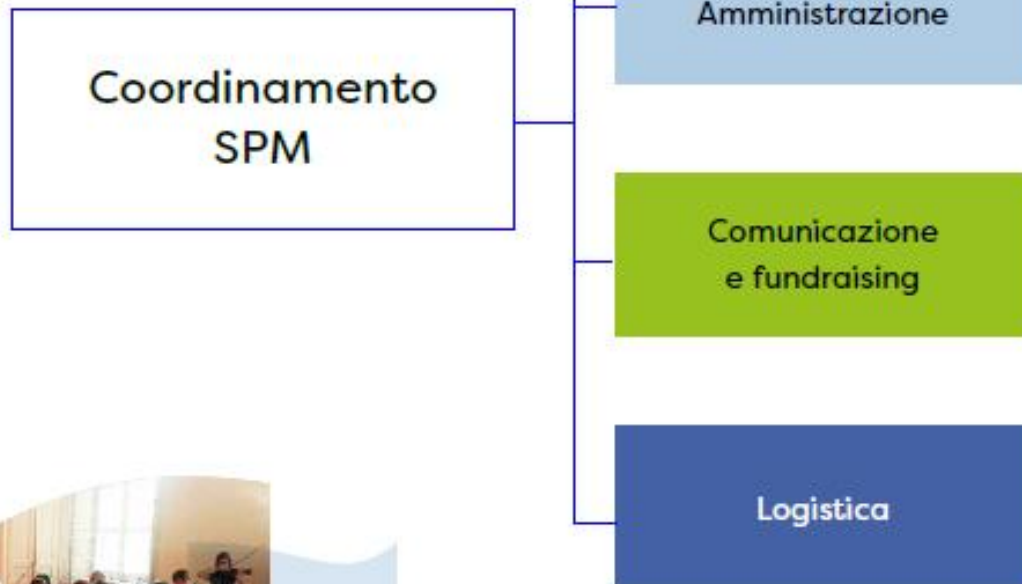 Coordinamento
SPM
Amministrazione
Comunicazione
e fundraising
Logistica